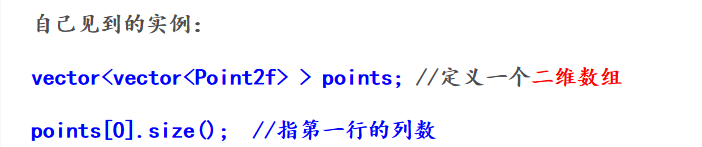 自己见到的实例：
vector<vector<Point2f> > points; //定义一个二维数组
points[0].size(); //指第一行的列数